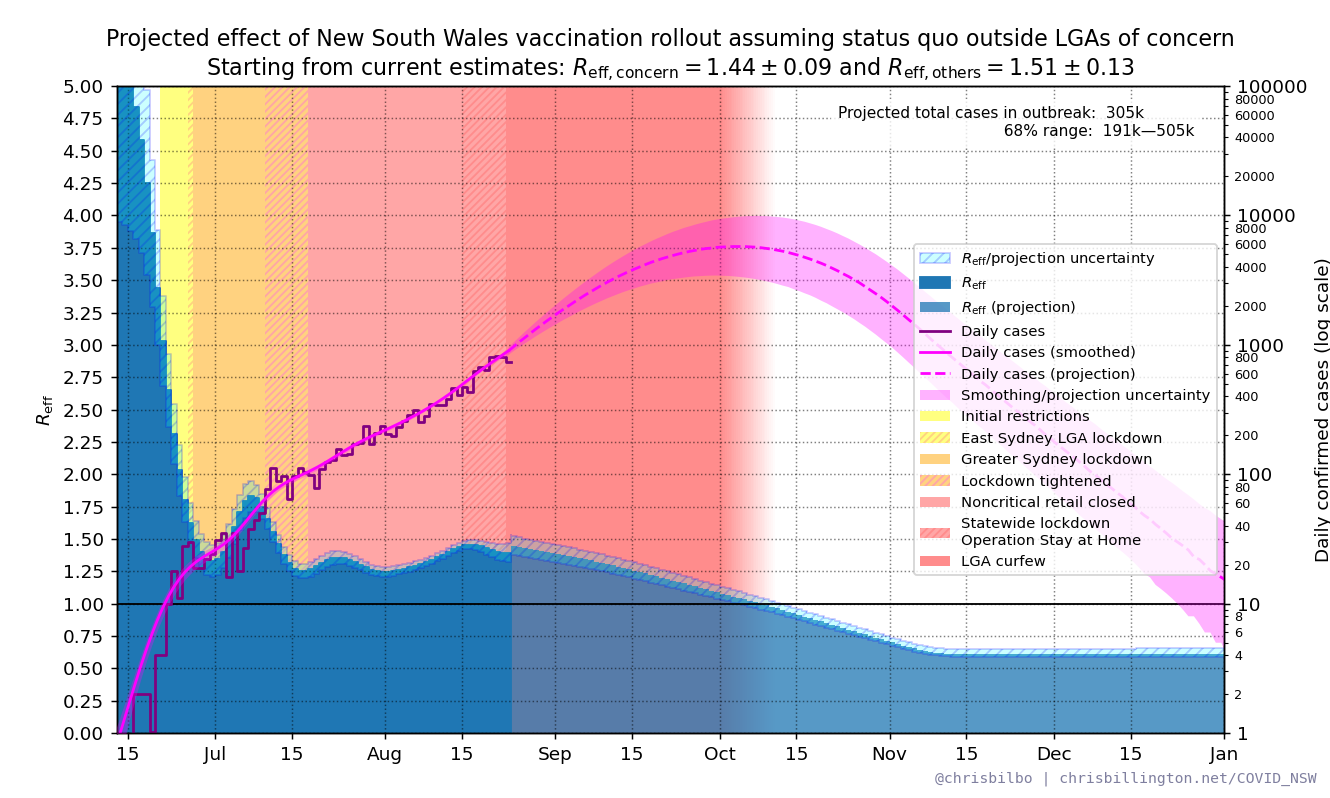 Projected effect of New South Wales vaccination rollout assuming status quo outside LGAs of concern
Starting from current estimates: Reff, concern = 1.44 ± 0.09 and Reff, others = 1.51 ± 0.13
Projected total cases in outbreak: 305k
68% range: 191k—505k
Reff
5.00
4.75
4.50
4.25
4.00
3.75
3.50
3.25
3.00
2.75
2.50
2.25
2.00
1.75
1.50
1.25
1.00
0.75
0.50
0.25
0.00
Reff/projection uncertainty
Reff
Reff (projection)
Daily cases
Daily cases (smoothed)
Daily cases (projection)
Smoothing/projection uncertainty
Initial restrictions
East Sydney LGA lockdown
Greater Sydney lockdown
Lockdown tightened
Noncritical retail closed
Statewide lockdown
Operation Stay at Home
LGA curfew
100000
80000
60000
40000
20000
10000
8000
6000
4000
2000
1000
800
600
400
200
100
80
60
40
20
10
8
6
4
2
1
Daily confirmed cases (log scale)
15 Jul 15 Aug 15 Sep 15 Oct 15 Nov 15 Dec 15 Jan
@chrisbilbo | chrisbillington.net/COVID_NSW